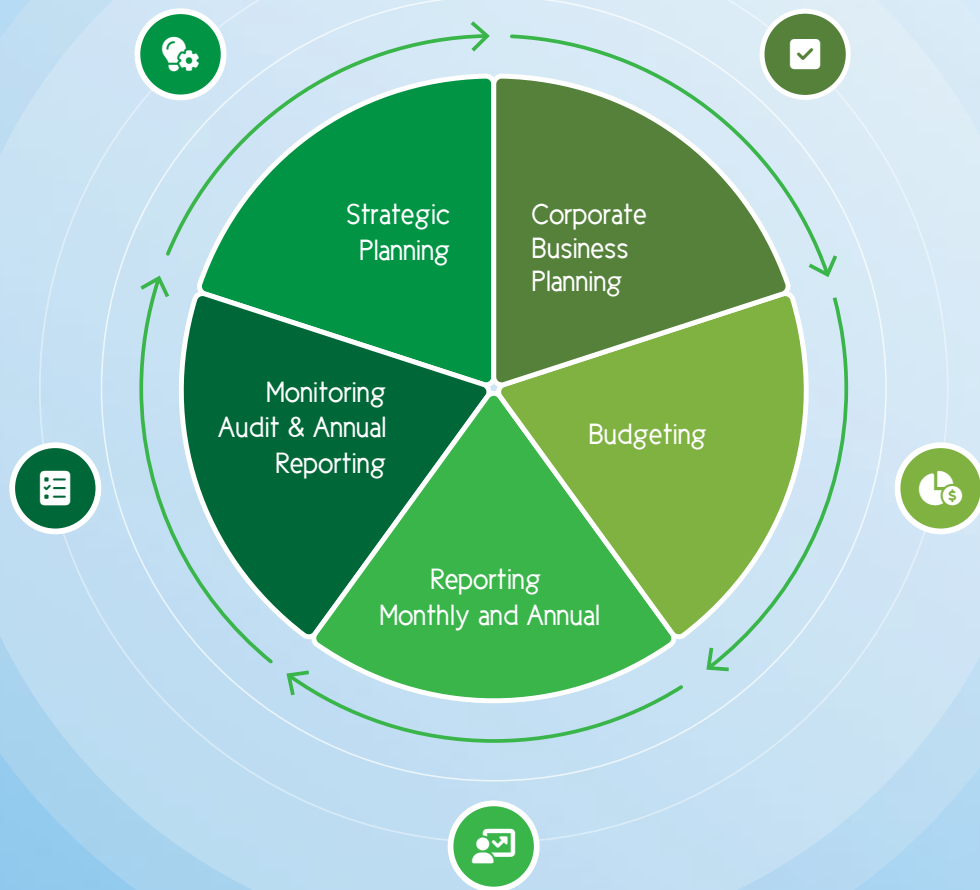 Strategic
Planning
Corporate
Business
Planning
Budgeting
Reporting
Monthly and Annual
Monitoring
Audit & Annual
Reporting
$